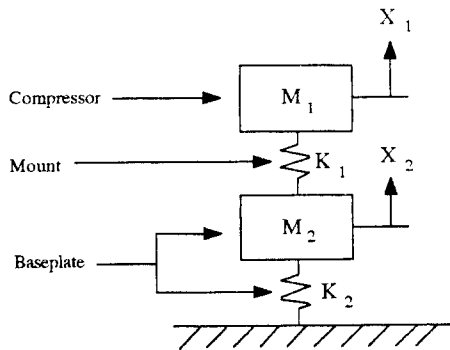 X 1
Compressor
M 1
Mount
K 1
X 2
M 2
Baseplate
K 2